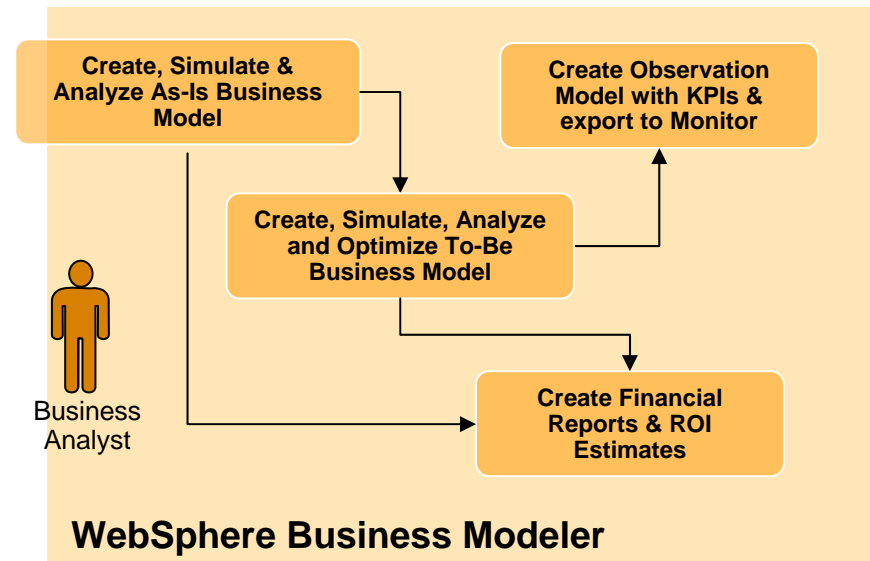 Create, Simulate &
Analyze As-Is Business
Model
Create Observation
Model with KPIs &
export to Monitor
Create, Simulate, Analyze
and Optimize To-Be
Business Model
Business
Analyst
Create Financial
Reports & ROI
Estimates
WebSphere Business Modeler